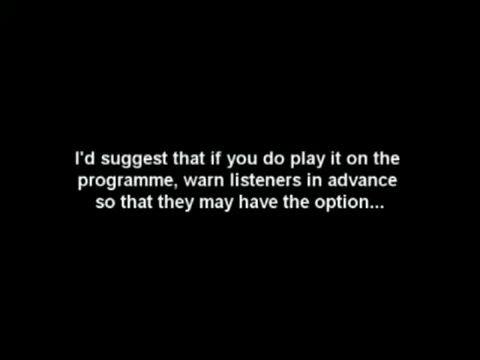 I'd suggest that if you do play it on the
programme, warn listeners in advance
so that they may have the option...